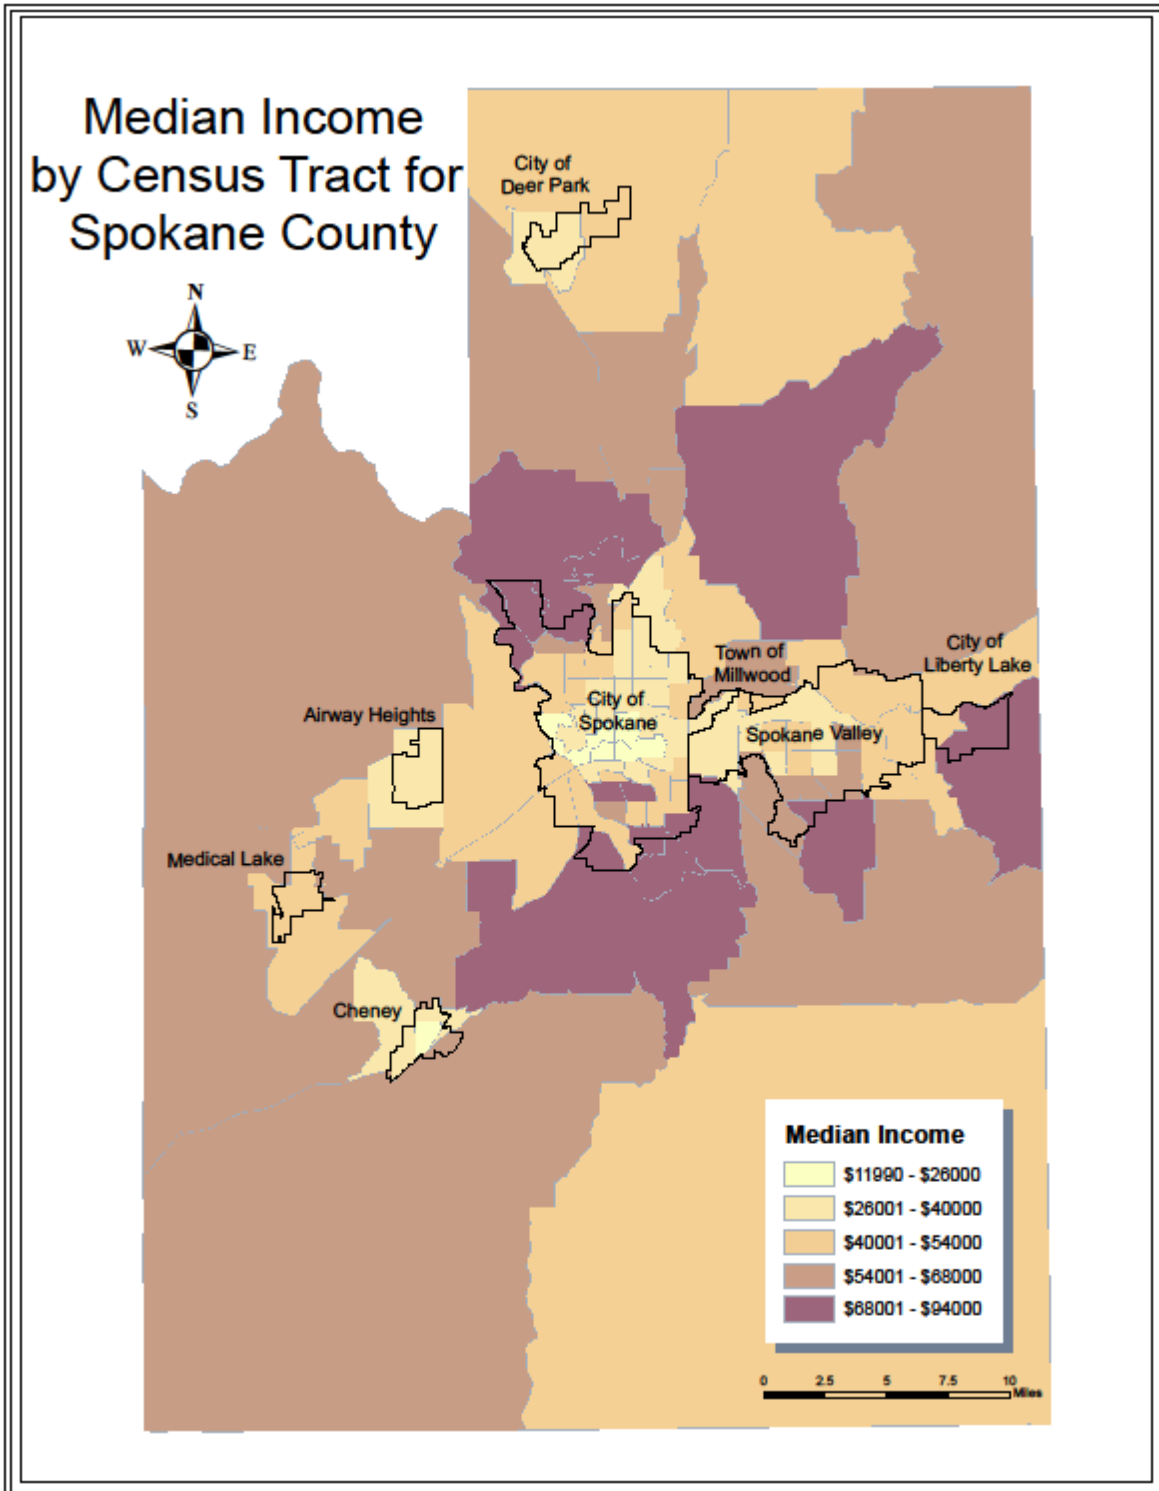 Median Income
by Census Tract for
Spokane County
N
W
E
S
City of
Deer Park
Town of
Millwood
City of
Liberty Lake
City of
Spokane
Spokane Valley
Airway Heights
Medical Lake
Cheney
Median Income
$11990 - $26000
$26001 - $40000
$40001 - $54000
$54001 - $68000
$68001 - $94000
0 2.5 5 7.5 10
Miles